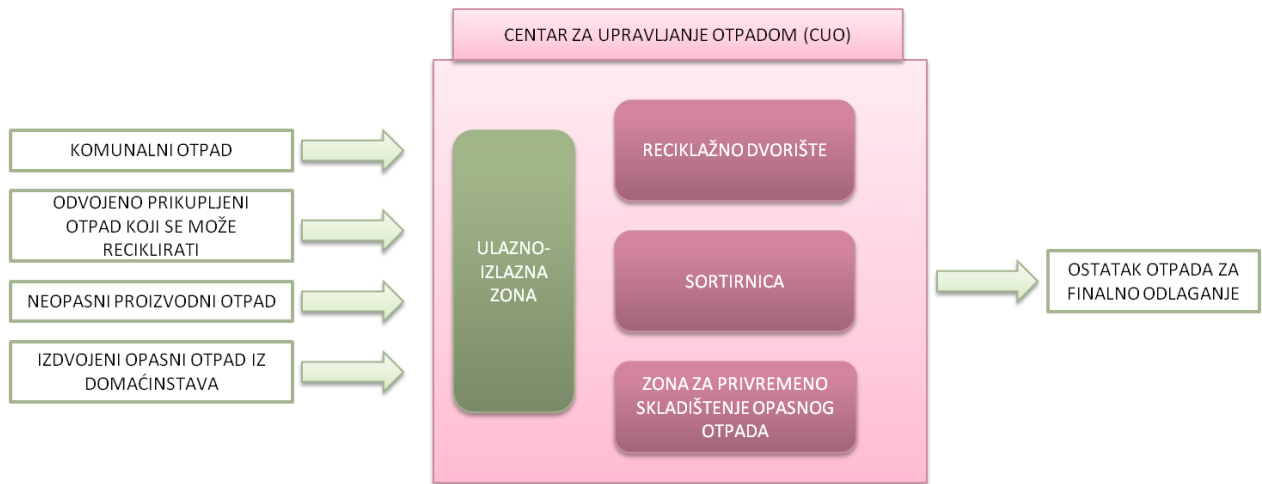 CENTAR ZA UPRAVLJANJE OTPADOM (CUO)
KOMUNALNI OTPAD
ODVOJENO PRIKUPLJENI
OTPAD KOJI SE MOŽE
RECIKLIRATI
NEOPASNI PROIZVODNI OTPAD
IZDVOJENI OPASNI OTPAD IZ
DOMAĆINSTAVA
ULAZNO-
IZLAZNA
ZONA
RECIKLAŽNO DVORIŠTE
SORTIRNICA
ZONA ZA PRIVREMENO
SKLADIŠTENJE OPASNOG
OTPADA
OSTATAK OTPADA ZA
FINALNO ODLAGANJE